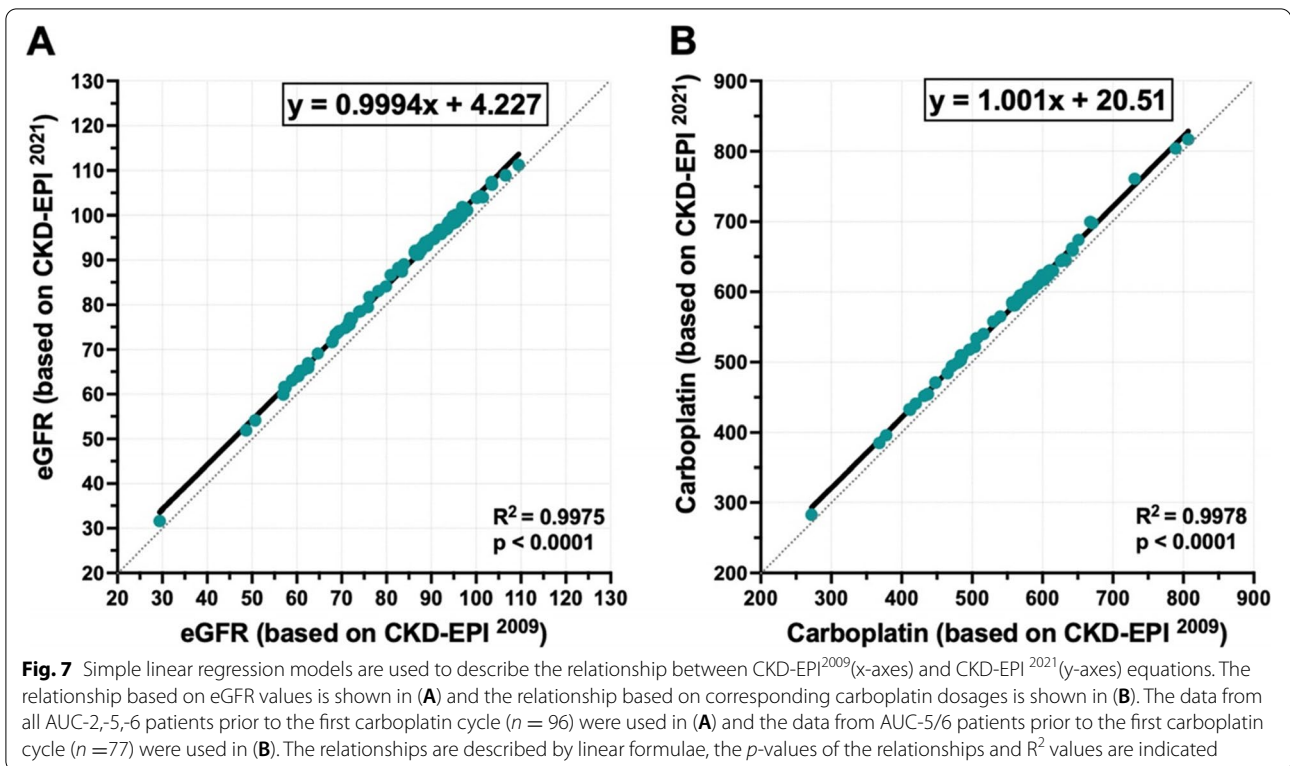 A
y = 0.9994x + 4.227
eGFR (based on CKD-EPI 2021)
130
120
110
100
90
80
70
60
50
40
30
20
R2 = 0.9975
p < 0.0001
20 30 40 50 60 70 80 90 100 110 120 130
eGFR (based on CKD-EPI 2009)
B
y = 1.001x + 20.51
Carboplatin (based on CKD-EPI 2021)
900
800
700
600
500
400
300
200
R2 = 0.9978
p < 0.0001
200 300 400 500 600 700 800 900
Carboplatin (based on CKD-EPI 2009)
Fig. 7 Simple linear regression models are used to describe the relationship between CKD-EPI2009(x-axes) and CKD-EPI 2021(y-axes) equations. The
relationship based on eGFR values is shown in (A) and the relationship based on corresponding carboplatin dosages is shown in (B). The data from
all AUC-2,-5,-6 patients prior to the first carboplatin cycle (n = 96) were used in (A) and the data from AUC-5/6 patients prior to the first carboplatin
cycle (n =77) were used in (B). The relationships are described by linear formulae, the p-values of the relationships and R2 values are indicated